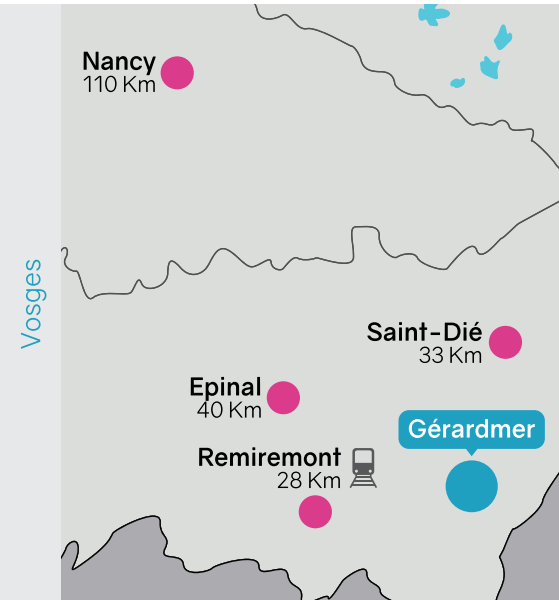 Nancy
110 Km
Vosges
Saint-Dié
33 Km
Epinal
40 Km
Gérardmer
Remiremont
28 Km